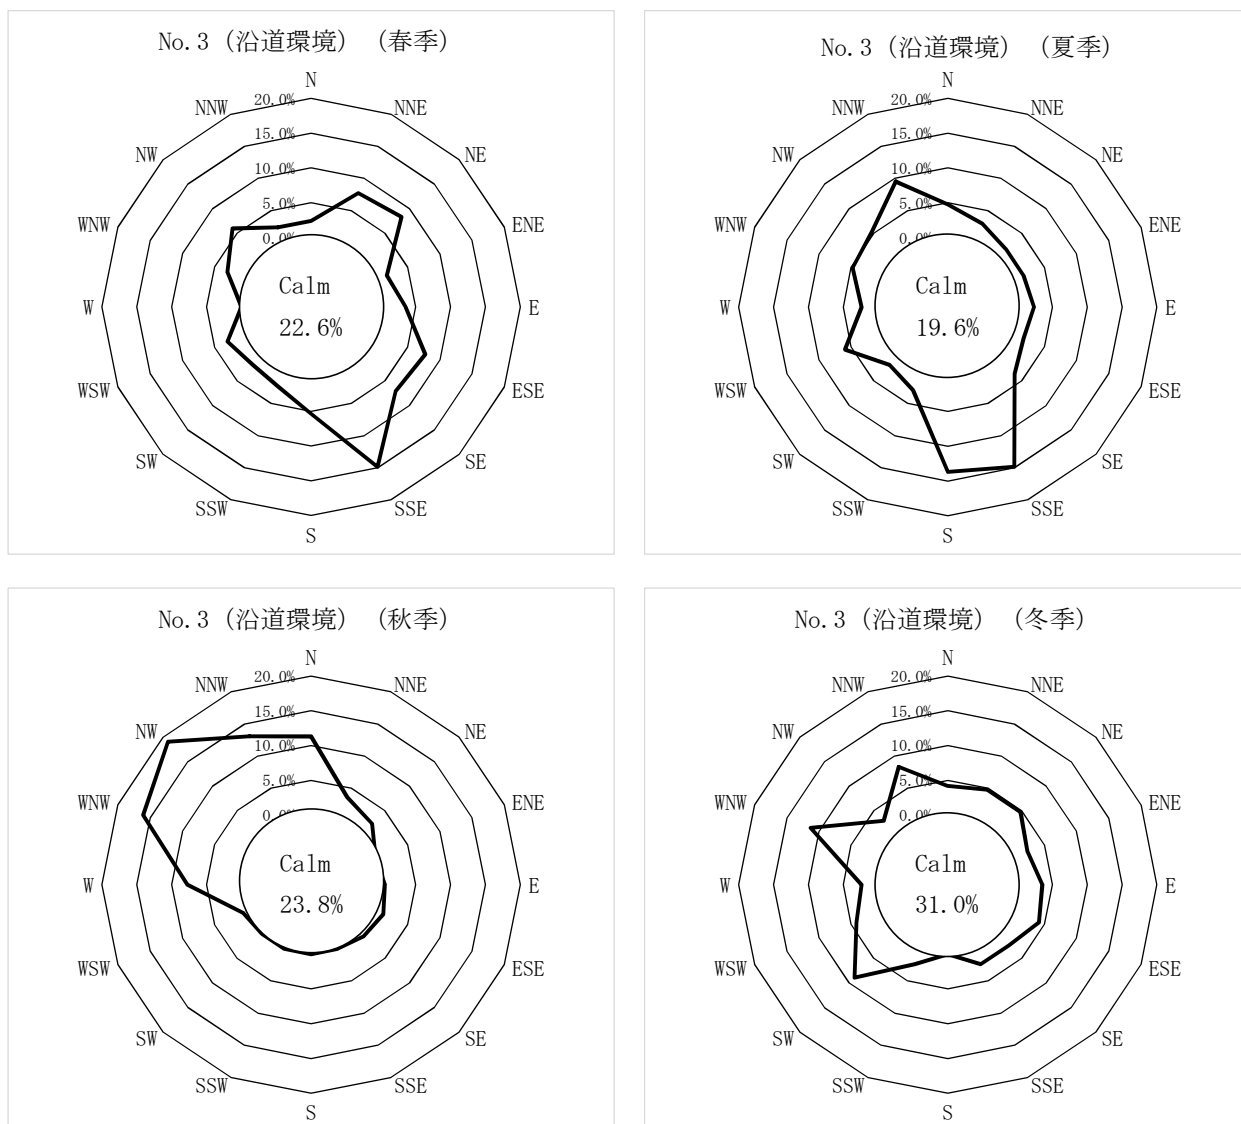 No.3（沿道環境）（春季）
N
20.0%
NNW
NNE
15.0%
NW
NE
10.0%
5.0%
WNW
ENE
0.0%
Calm
W
E
22.6%
WSW
ESE
SW
SE
SSW
SSE
S
No.3（沿道環境）（夏季）
N
20.0%
NNW
NNE
15.0%
NW
NE
10.0%
5.0%
WNW
ENE
0.0%
Calm
W
E
19.6%
WSW
ESE
SW
SE
SSW
SSE
S
No.3（沿道環境）（秋季）
N
20.0%
NNW
NNE
15.0%
NW
NE
10.0%
5.0%
WNW
ENE
0.0%
Calm
W
E
23.8%
WSW
ESE
SW
SE
SSW
SSE
S
No.3（沿道環境）（冬季）
N
20.0%
NNW
NNE
15.0%
NW
NE
10.0%
5.0%
WNW
ENE
0.0%
Calm
W
E
31.0%
WSW
ESE
SW
SE
SSW
SSE
S